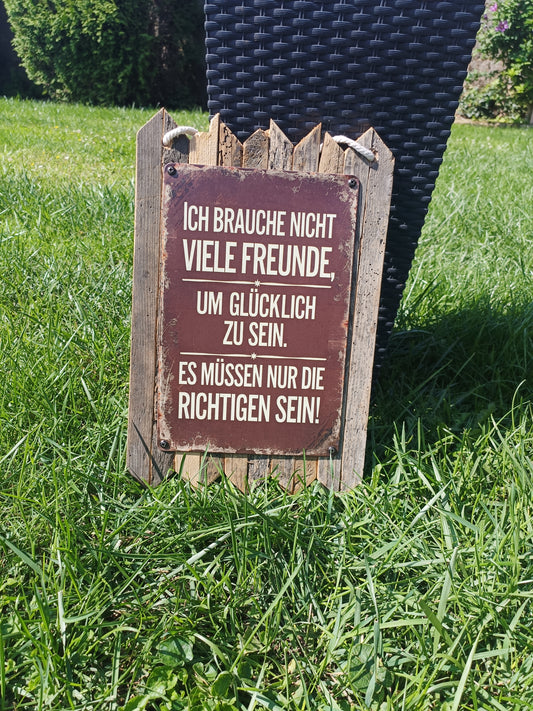 ICH BRAUCHE NICHT
VIELE FREUNDE,
UM GLÜCKLICH
ZU SEIN.
ES MÜSSEN NUR DIE
RICHTIGEN SEIN!